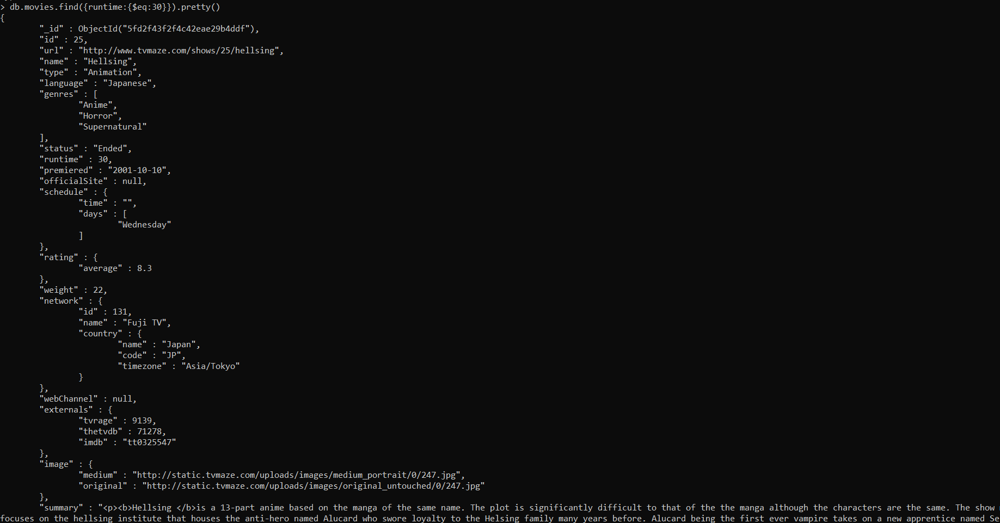 > db.movies.find({runtime:{$eq:30}}).pretty()
{
        "_id" : ObjectId("5fd2f43f2f4c42eae29b4ddf"),
        "id" : 25,
        "url" : "http://www.tvmaze.com/shows/25/hellsing",
        "name" : "Hellsing",
        "type" : "Animation",
        "language" : "Japanese",
        "genres" : [
                "Anime",
                "Horror",
                "Supernatural"
        ],
        "status" : "Ended",
        "runtime" : 30,
        "premiered" : "2001-10-10",
        "officialSite" : null,
        "schedule" : {
                "time" : "",
                "days" : [
                        "Wednesday"
                ]
        },
        "rating" : {
                "average" : 8.3
        },
        "weight" : 22,
        "network" : {
                "id" : 131,
                "name" : "Fuji TV",
                "country" : {
                        "name" : "Japan",
                        "code" : "JP",
                        "timezone" : "Asia/Tokyo"
                }
        },
        "webChannel" : null,
        "externals" : {
                "tvrage" : 9139,
                "thetvdb" : 71278,
                "imdb" : "tt0325547"
        },
        "image" : {
                "medium" : "http://static.tvmaze.com/uploads/images/medium_portrait/0/247.jpg",
                "original" : "http://static.tvmaze.com/uploads/images/original_untouched/0/247.jpg"
        },
        "summary" : "<p><b>Hellsing </b>is a 13-part anime based on the manga of the same name. The plot is significantly difficult to that of the the manga although the characters are the same. The show
focuses on the hellsing institute that houses the anti-hero named Alucard who swore loyalty to the Helsing family many years before. Alucard being the first ever vampire takes on a new apprentice named Se